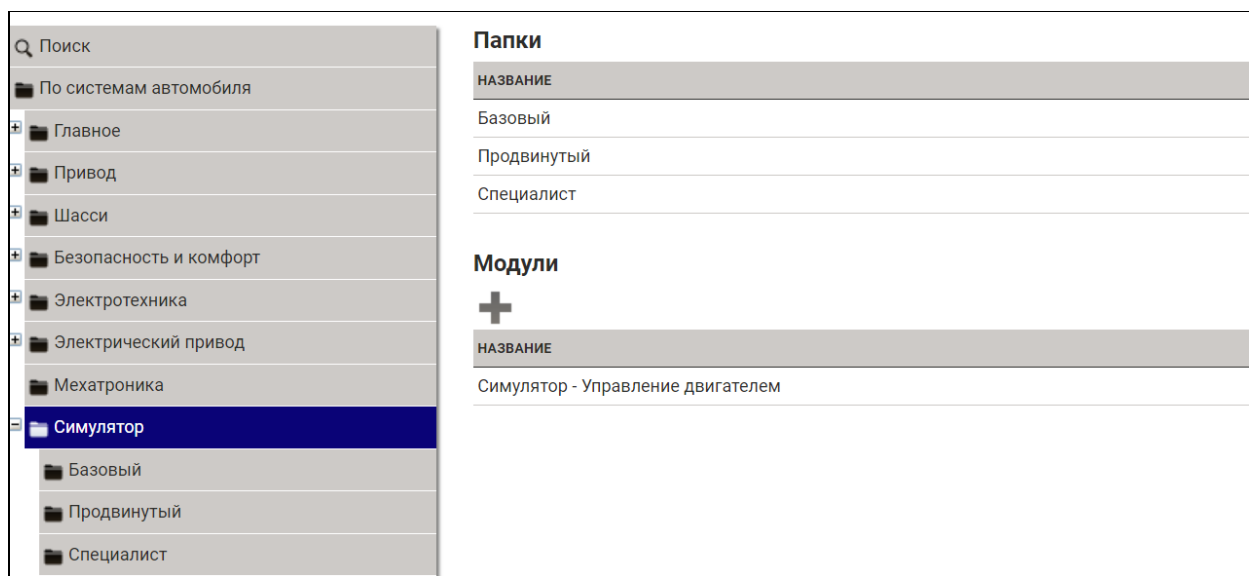 Поиск
По системам автомобиля
Главное
Привод
Шасси
Безопасность и комфорт
Электротехника
Электрический привод
Мехатроника
Симулятор
Базовый
Продвинутый
Специалист
Папки
НАЗВАНИЕ
Базовый
Продвинутый
Специалист
Модули
НАЗВАНИЕ
Симулятор - Управление двигателем